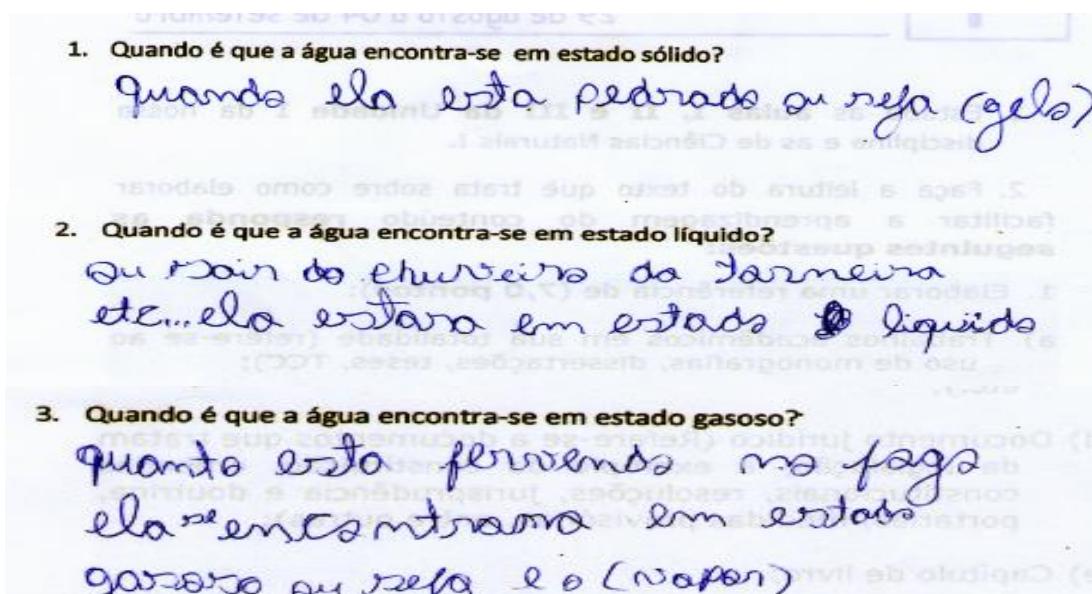 1. Quando é que a água encontra-se em estado sólido?
quando ela esta pedrada ou seja (gelo)
2. Quando é que a água encontra-se em estado líquido?
ou sair do chuveiro da tarneira
etc...ela estara em estado liquido
3. Quando é que a água encontra-se em estado gasoso?
quanto esta fervendo no fogo
ela se encontrara em estado
gasoso ou seja e o (vapor)